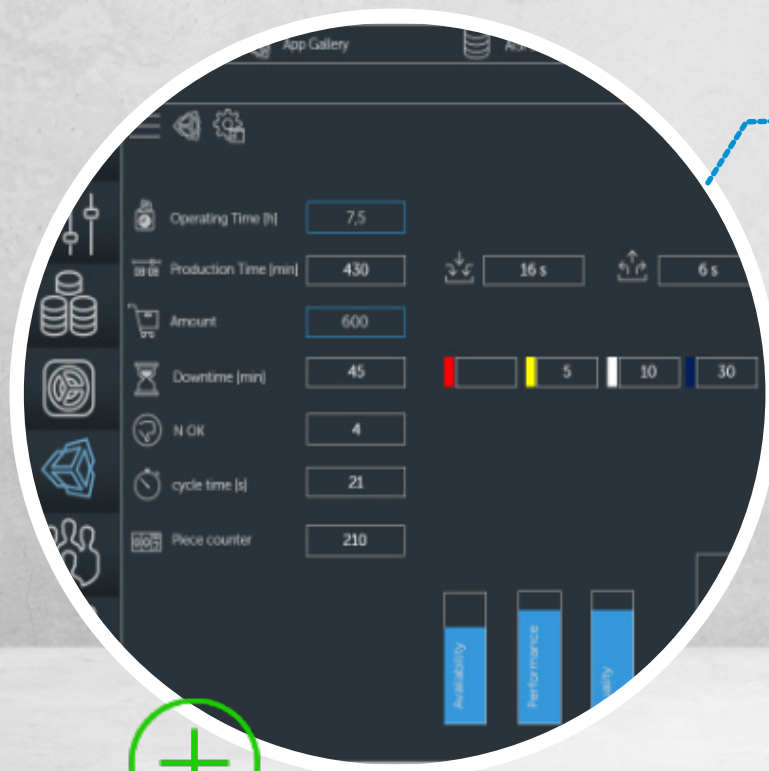 App Gallery
Operating Time [h] 7,5
Production Time [min] 430 16 s 6 s
Amount 600
Downtime [min] 45 5 10 30
N OK 4
cycle time [s] 21
007 Piece counter 210
Availability
Performance